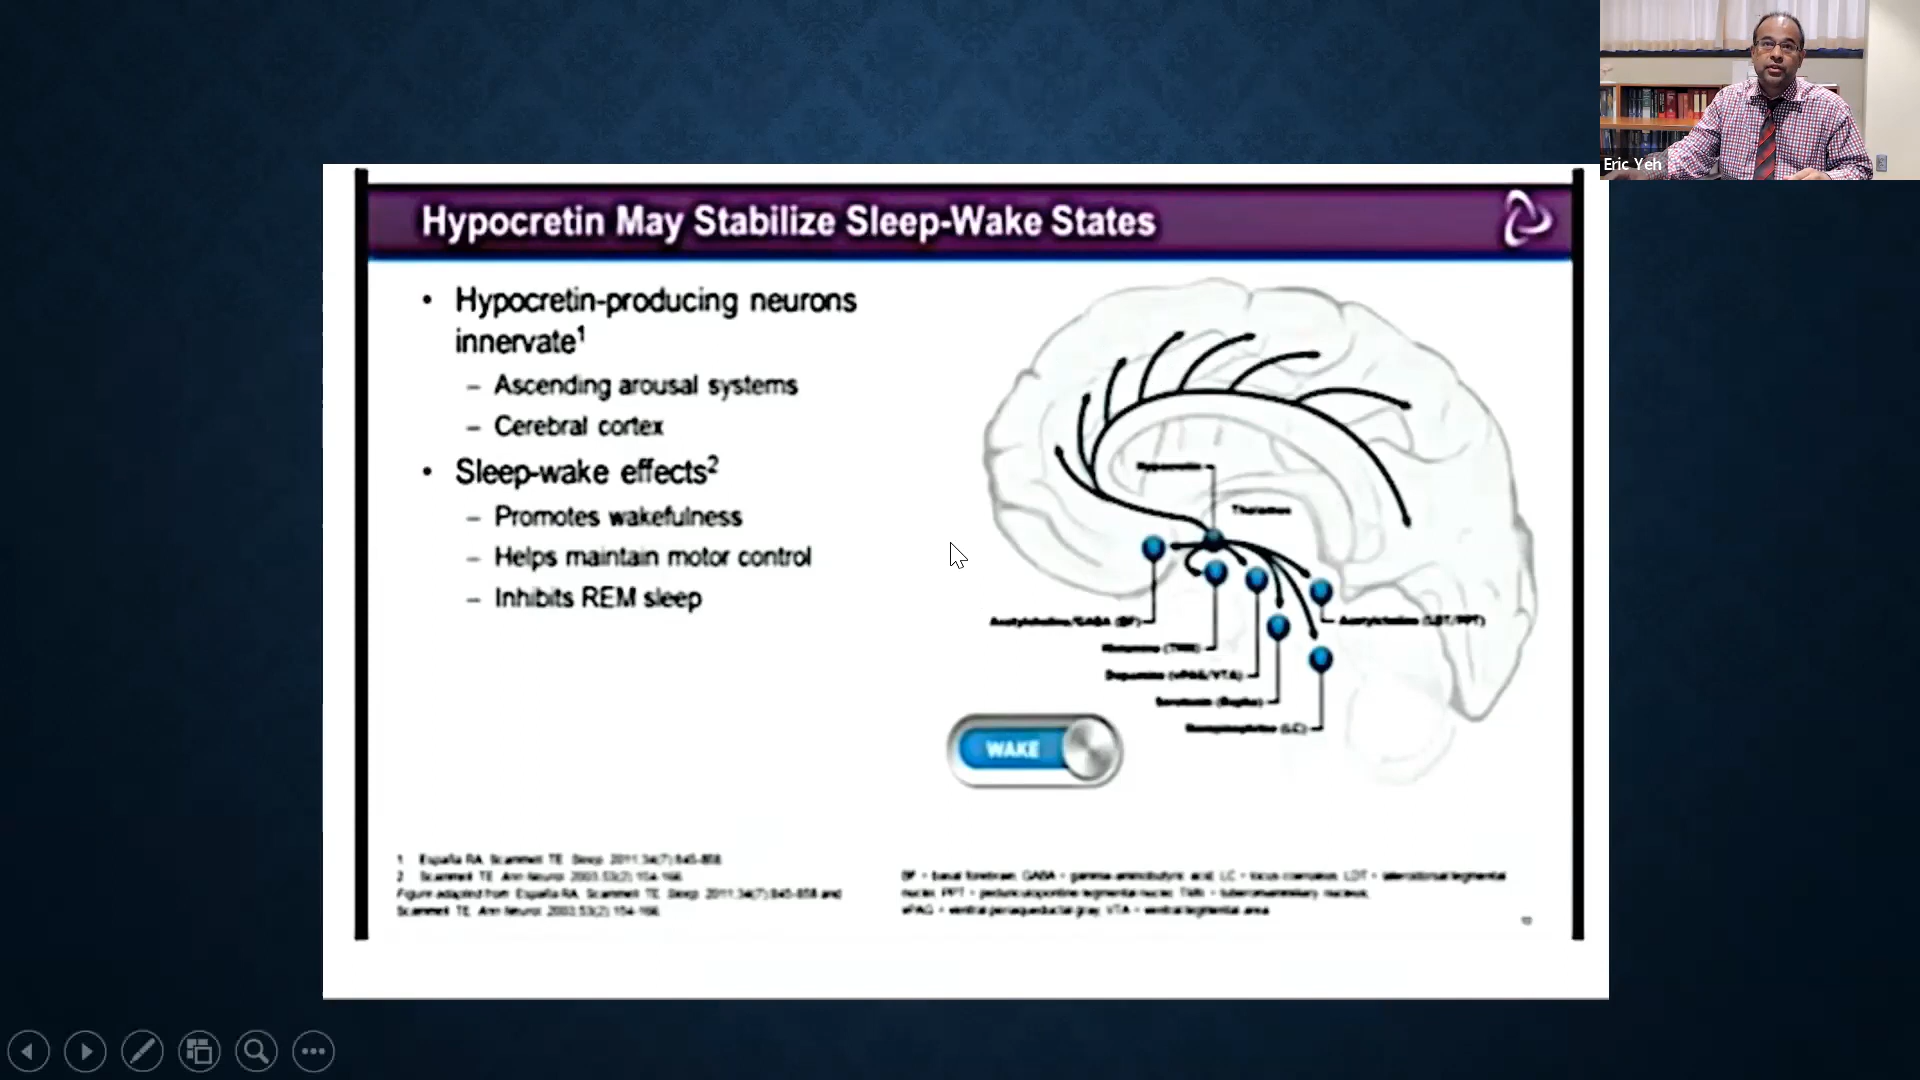 Eric Yeh
Hypocretin May Stabilize Sleep-Wake States
• Hypocretin-producing neurons
innervate1
– Ascending arousal systems
– Cerebral cortex
• Sleep-wake effects2
– Promotes wakefulness
– Helps maintain motor control
– Inhibits REM sleep
Hypocretin
Thalamus
Acetylcholine/GABA (BF)
Acetylcholine (LDT/PPT)
Histamine (TMN)
Dopamine (vPAG/VTA)
Serotonin (Raphe)
Norepinephrine (LC)
WAKE
1 España RA, Scammell TE. Sleep. 2011;34(7):845-858
2 Scammell TE. Ann Neurol. 2003;53(2):154-166
Figure adapted from España RA, Scammell TE. Sleep. 2011;34(7):845-858 and
Scammell TE. Ann Neurol. 2003;53(2):154-166
BF = basal forebrain; GABA = gamma-aminobutyric acid; LC = locus coeruleus; LDT = laterodorsal tegmental
nuclei; PPT = pedunculopontine tegmental nuclei; TMN = tuberomammillary nucleus;
vPAG = ventral periaqueductal gray; VTA = ventral tegmental area